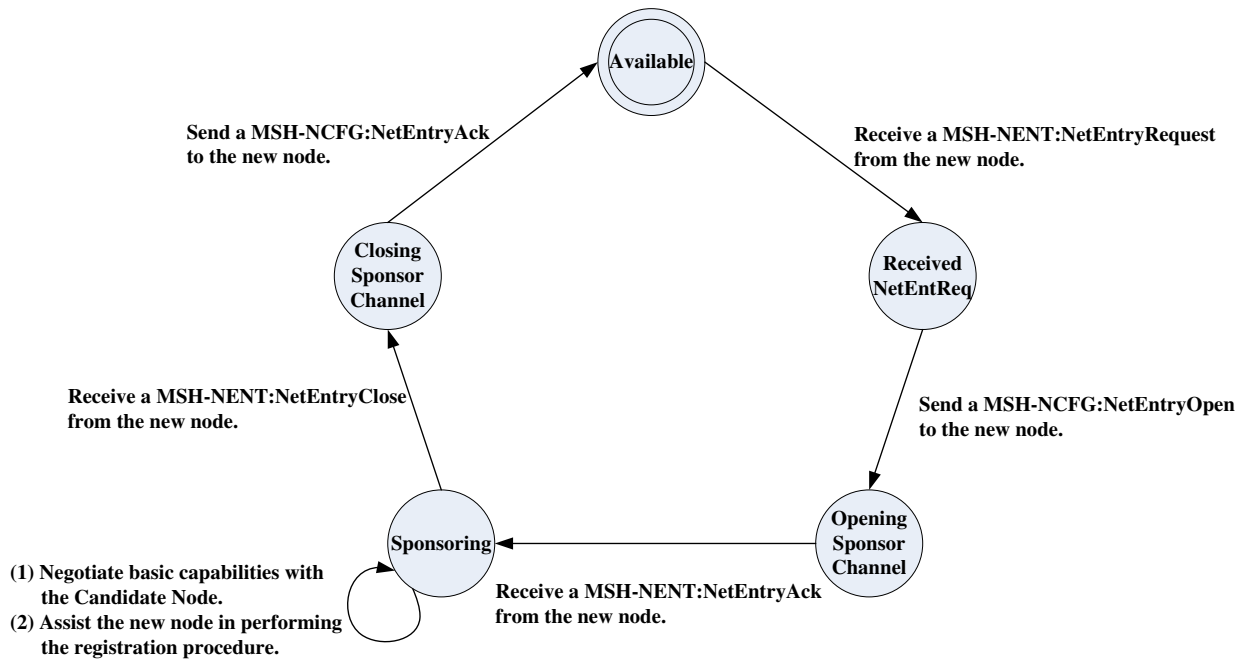 Available
Send a MSH-NCFG:NetEntryAck
to the new node.
Receive a MSH-NENT:NetEntryRequest
from the new node.
Closing
Sponsor
Channel
Received
NetEntReq
Receive a MSH-NENT:NetEntryClose
from the new node.
Send a MSH-NCFG:NetEntryOpen
to the new node.
Sponsoring
Opening
Sponsor
Channel
(1) Negotiate basic capabilities with
the Candidate Node.
(2) Assist the new node in performing
the registration procedure.
Receive a MSH-NENT:NetEntryAck
from the new node.